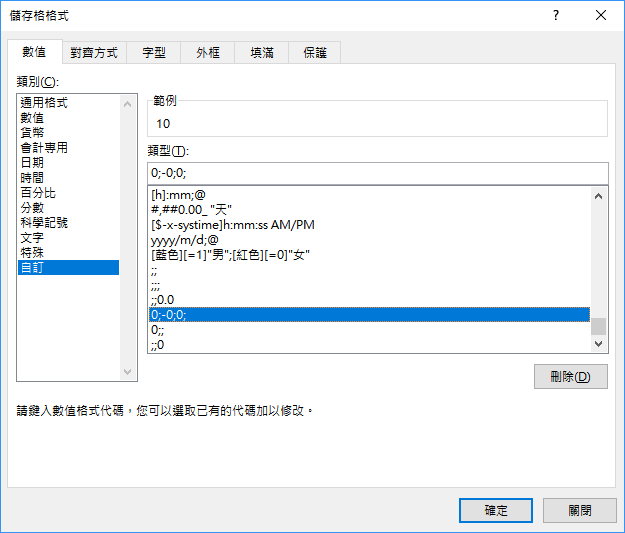 儲存格格式
?
數值 對齊方式 字型 外框 填滿 保護
類別(C):
通用格式
數值
貨幣
會計專用
日期
時間
百分比
分數
科學記號
文字
特殊
自訂
範例
10
類型(T):
0;-0;0;
[h]:mm;@
#,##0.00_ "天"
[$-x-systime]h:mm:ss AM/PM
yyyy/m/d;@
[藍色][=1]"男";[紅色][=0]"女"
;;
;;;
;;0.0
0;-0;0;
0;;
;;0
刪除(D)
請鍵入數值格式代碼，您可以選取已有的代碼加以修改。
確定 關閉